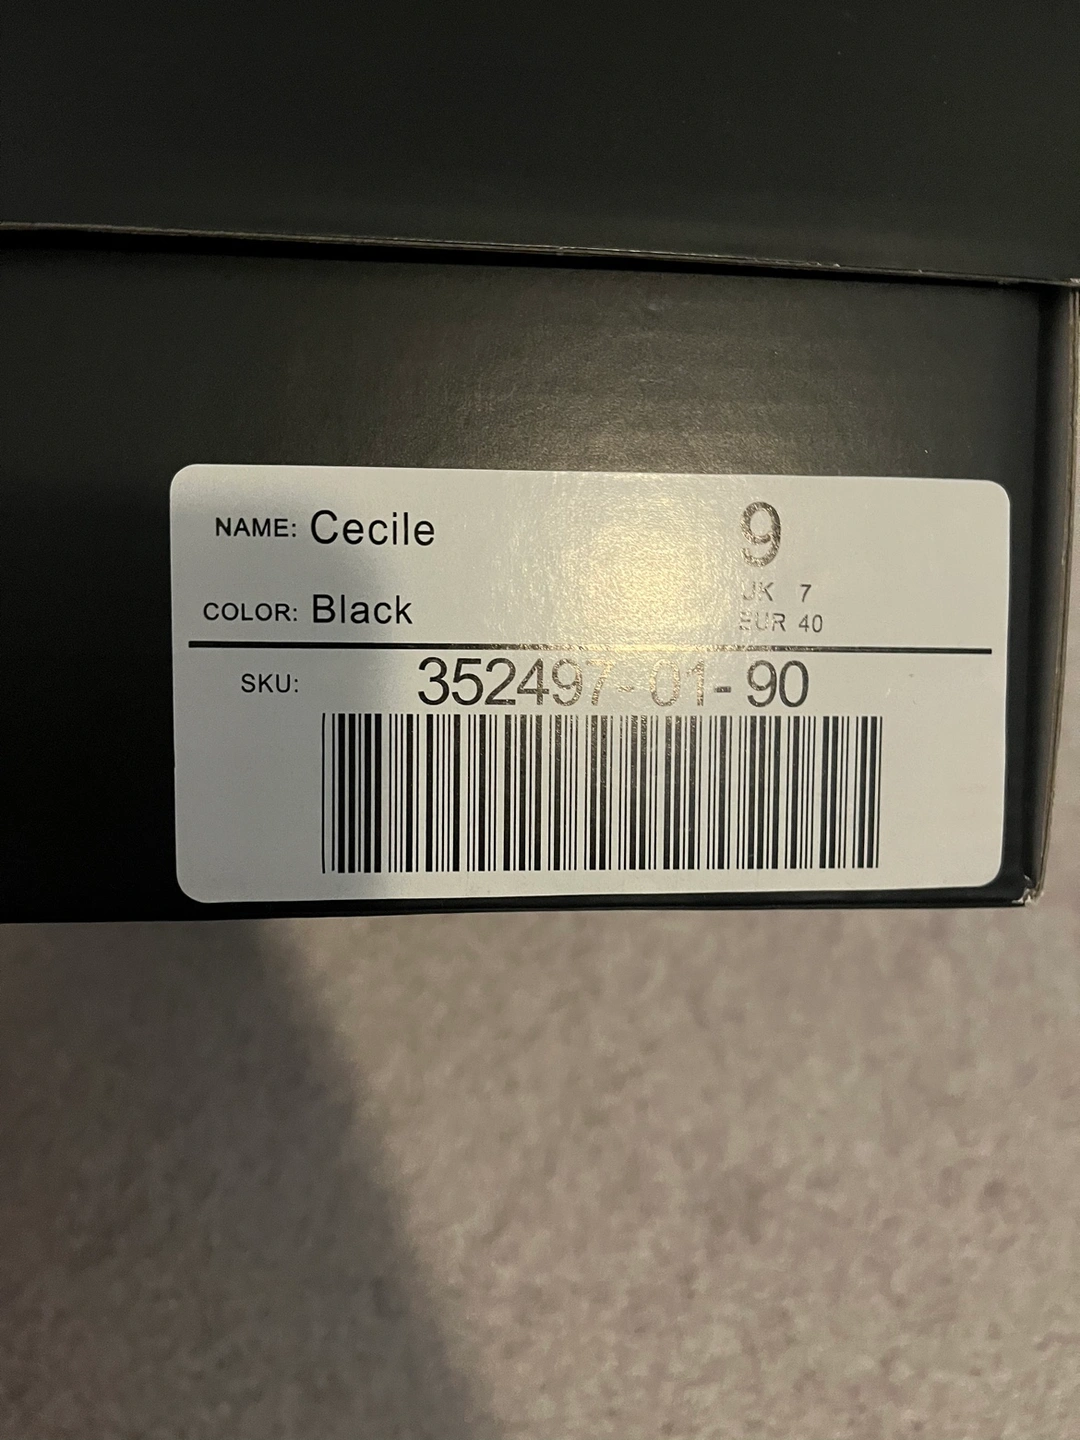 NAME: Cecile
9
UK 7
COLOR: Black
EUR 40
SKU: 352497-01-90